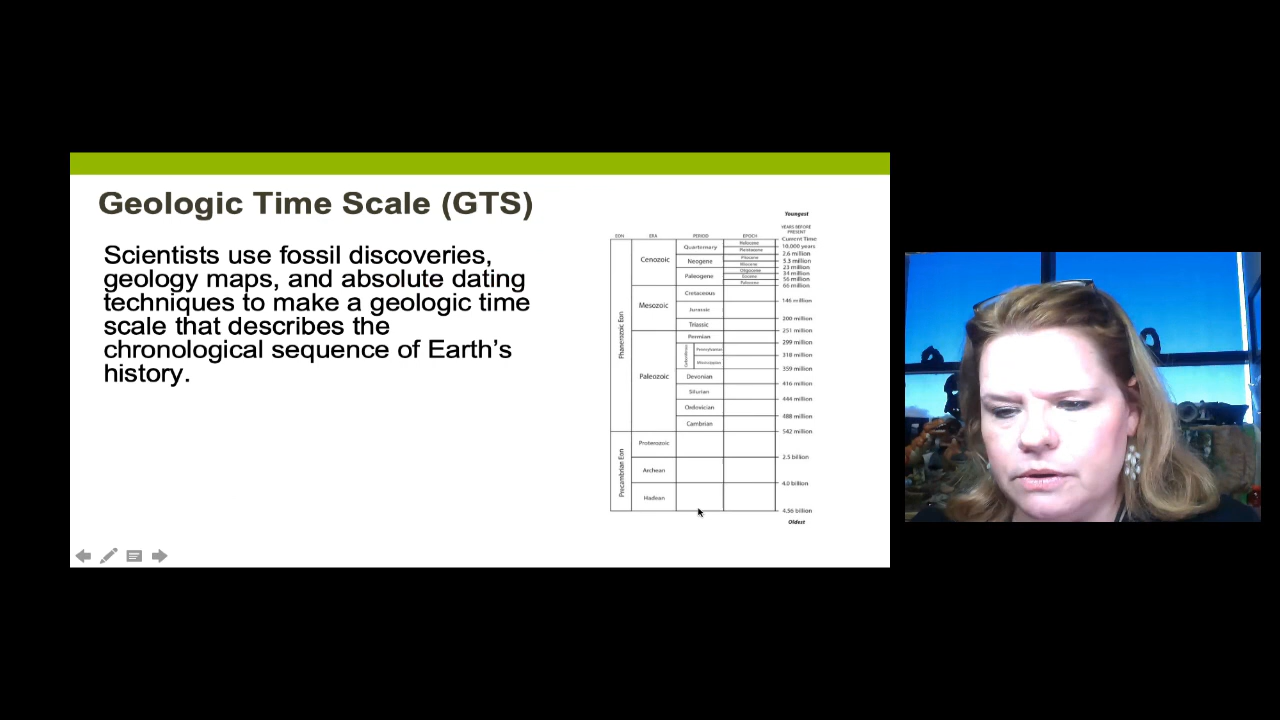 Geologic Time Scale (GTS)
Scientists use fossil discoveries,
geology maps, and absolute dating
techniques to make a geologic time
scale that describes the
chronological sequence of Earth's
history.
Youngest
YEARS BEFORE
PRESENT
EON ERA PERIOD EPOCH
Current Time
Holocene
10,000 years
Quarternary
Pleistocene
2.6 million
Pliocene
Neogene
5.3 million
Miocene
23 million
Cenozoic
Oligocene
34 million
Paleogene
Eocene
56 million
Paleocene
66 million
Cretaceous
146 million
Mesozoic
Jurassic
200 million
Triassic
251 million
Permian
299 million
Pennsylvanian
318 million
Mississippian
359 million
Phanerozoic Eon
Paleozoic
Devonian
416 million
Silurian
444 million
Ordovician
488 million
Cambrian
542 million
Proterozoic
2.5 billion
Precambrian Eon
Archean
4.0 billion
Hadean
4.56 billion
Oldest